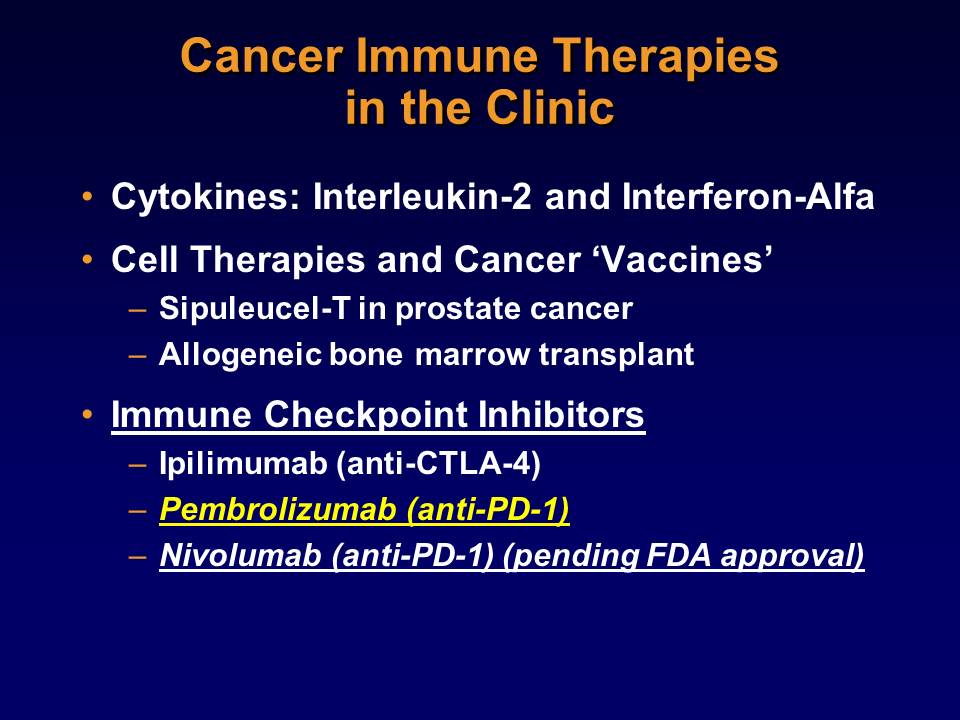 Cancer Immune Therapies
in the Clinic
• Cytokines: Interleukin-2 and Interferon-Alfa
• Cell Therapies and Cancer ‘Vaccines’
– Sipuleucel-T in prostate cancer
– Allogeneic bone marrow transplant
• Immune Checkpoint Inhibitors
– Ipilimumab (anti-CTLA-4)
– Pembrolizumab (anti-PD-1)
– Nivolumab (anti-PD-1) (pending FDA approval)